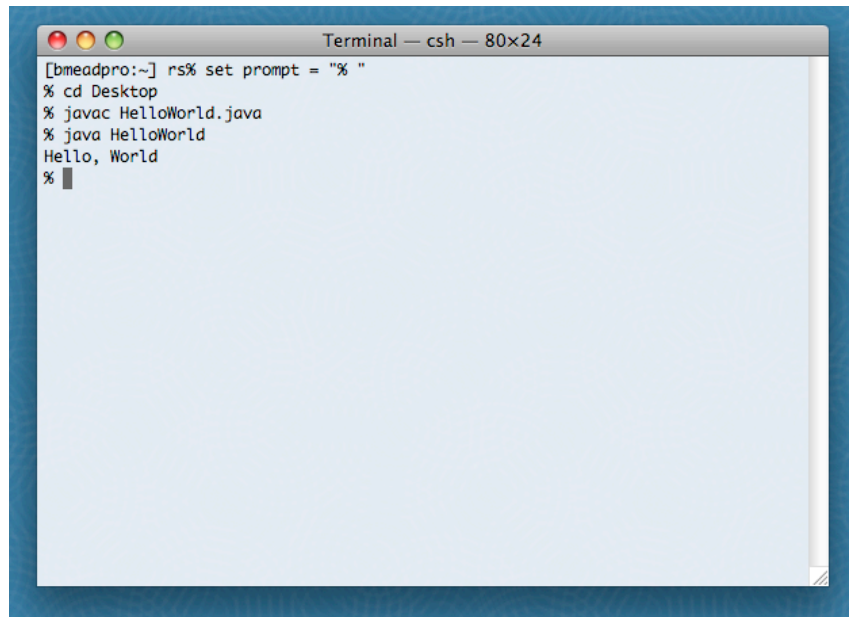 Terminal — csh — 80×24
[bmeadpro:~] rs% set prompt = "% "
% cd Desktop
% javac HelloWorld.java
% java HelloWorld
Hello, World
%